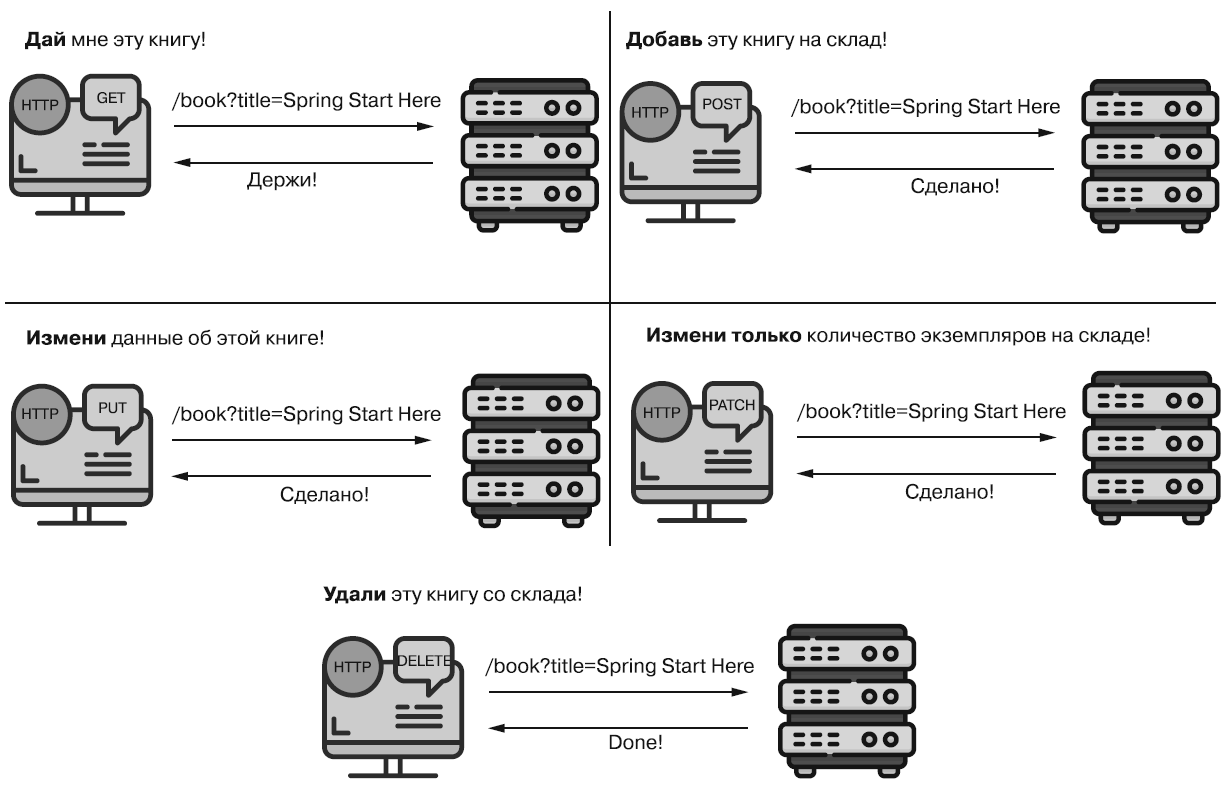 Дай мне эту книгу!
HTTP
GET
/book?title=Spring Start Here
Держи!
Добавь эту книгу на склад!
HTTP
POST
/book?title=Spring Start Here
Сделано!
Измени данные об этой книге!
HTTP
PUT
/book?title=Spring Start Here
Сделано!
Измени только количество экземпляров на складе!
HTTP
PATCH
/book?title=Spring Start Here
Сделано!
Удали эту книгу со склада!
HTTP
DELETE
/book?title=Spring Start Here
Done!